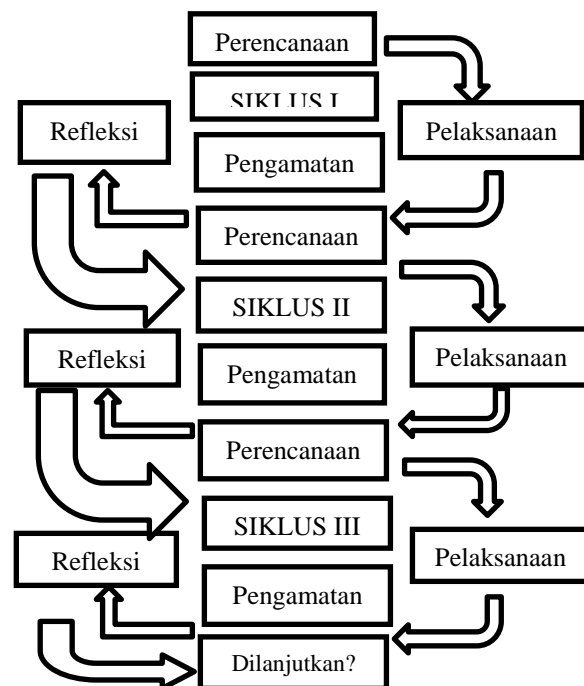 Perencanaan
SIKLUS I
Refleksi
Pelaksanaan
Pengamatan
Perencanaan
SIKLUS II
Refleksi
Pelaksanaan
Pengamatan
Perencanaan
SIKLUS III
Refleksi
Pelaksanaan
Pengamatan
Dilanjutkan?